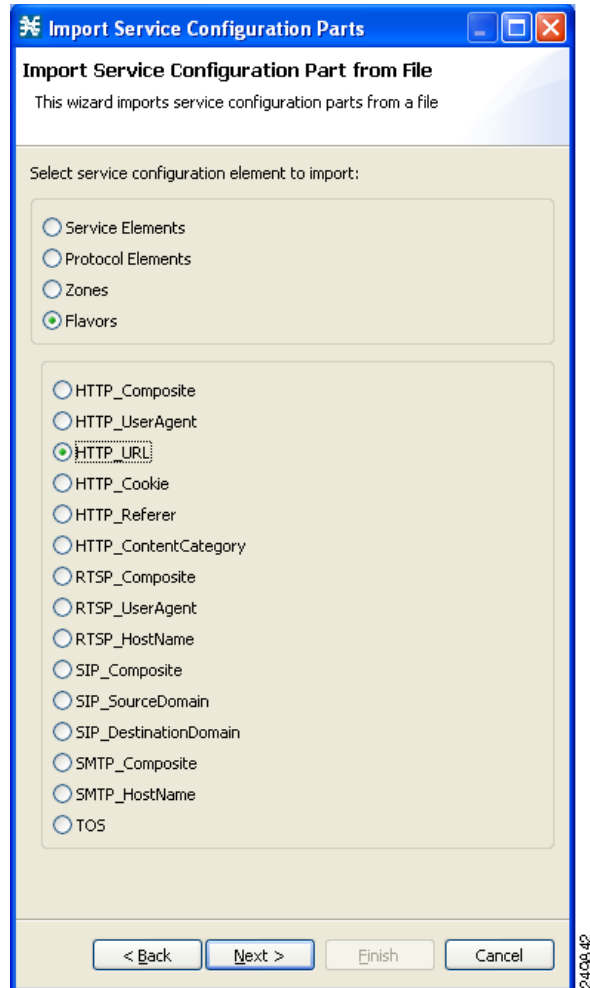 Import Service Configuration Parts
Import Service Configuration Part from File
This wizard imports service configuration parts from a file
Select service configuration element to import:
Service Elements
Protocol Elements
Zones
Flavors
HTTP_Composite
HTTP_UserAgent
HTTP_URL
HTTP_Cookie
HTTP_Referer
HTTP_ContentCategory
RTSP_Composite
RTSP_UserAgent
RTSP_HostName
SIP_Composite
SIP_SourceDomain
SIP_DestinationDomain
SMTP_Composite
SMTP_HostName
TOS
< Back Next > Finish Cancel
249842